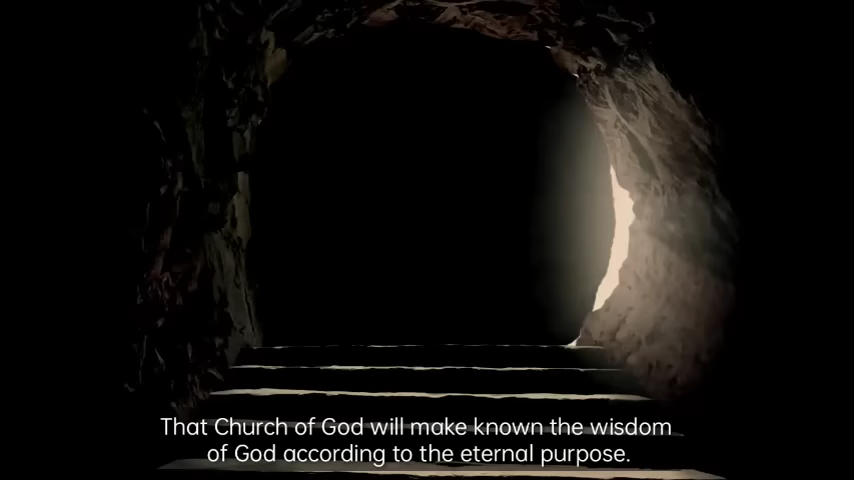 That Church of God will make known the wisdom
of God according to the eternal purpose.